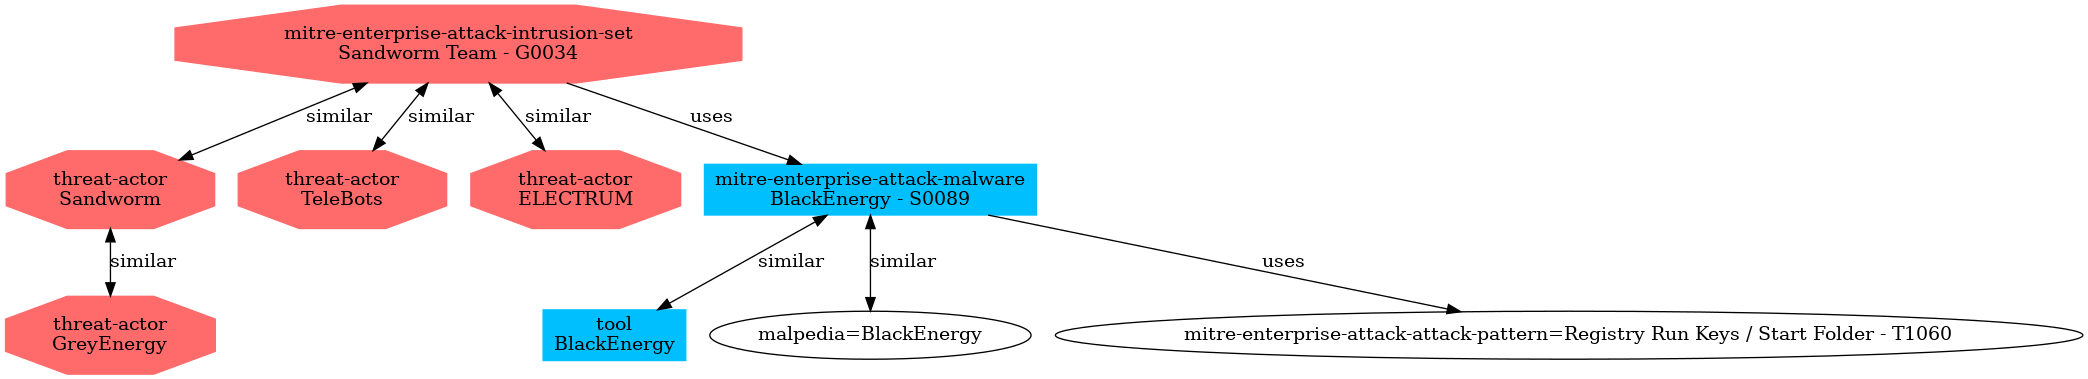 mitre-enterprise-attack-intrusion-set
Sandworm Team - G0034
similar
similar
similar
uses
threat-actor
Sandworm
threat-actor
TeleBots
threat-actor
ELECTRUM
mitre-enterprise-attack-malware
BlackEnergy - S0089
similar
similar
similar
uses
threat-actor
GreyEnergy
tool
BlackEnergy
malpedia=BlackEnergy
mitre-enterprise-attack-attack-pattern=Registry Run Keys / Start Folder - T1060